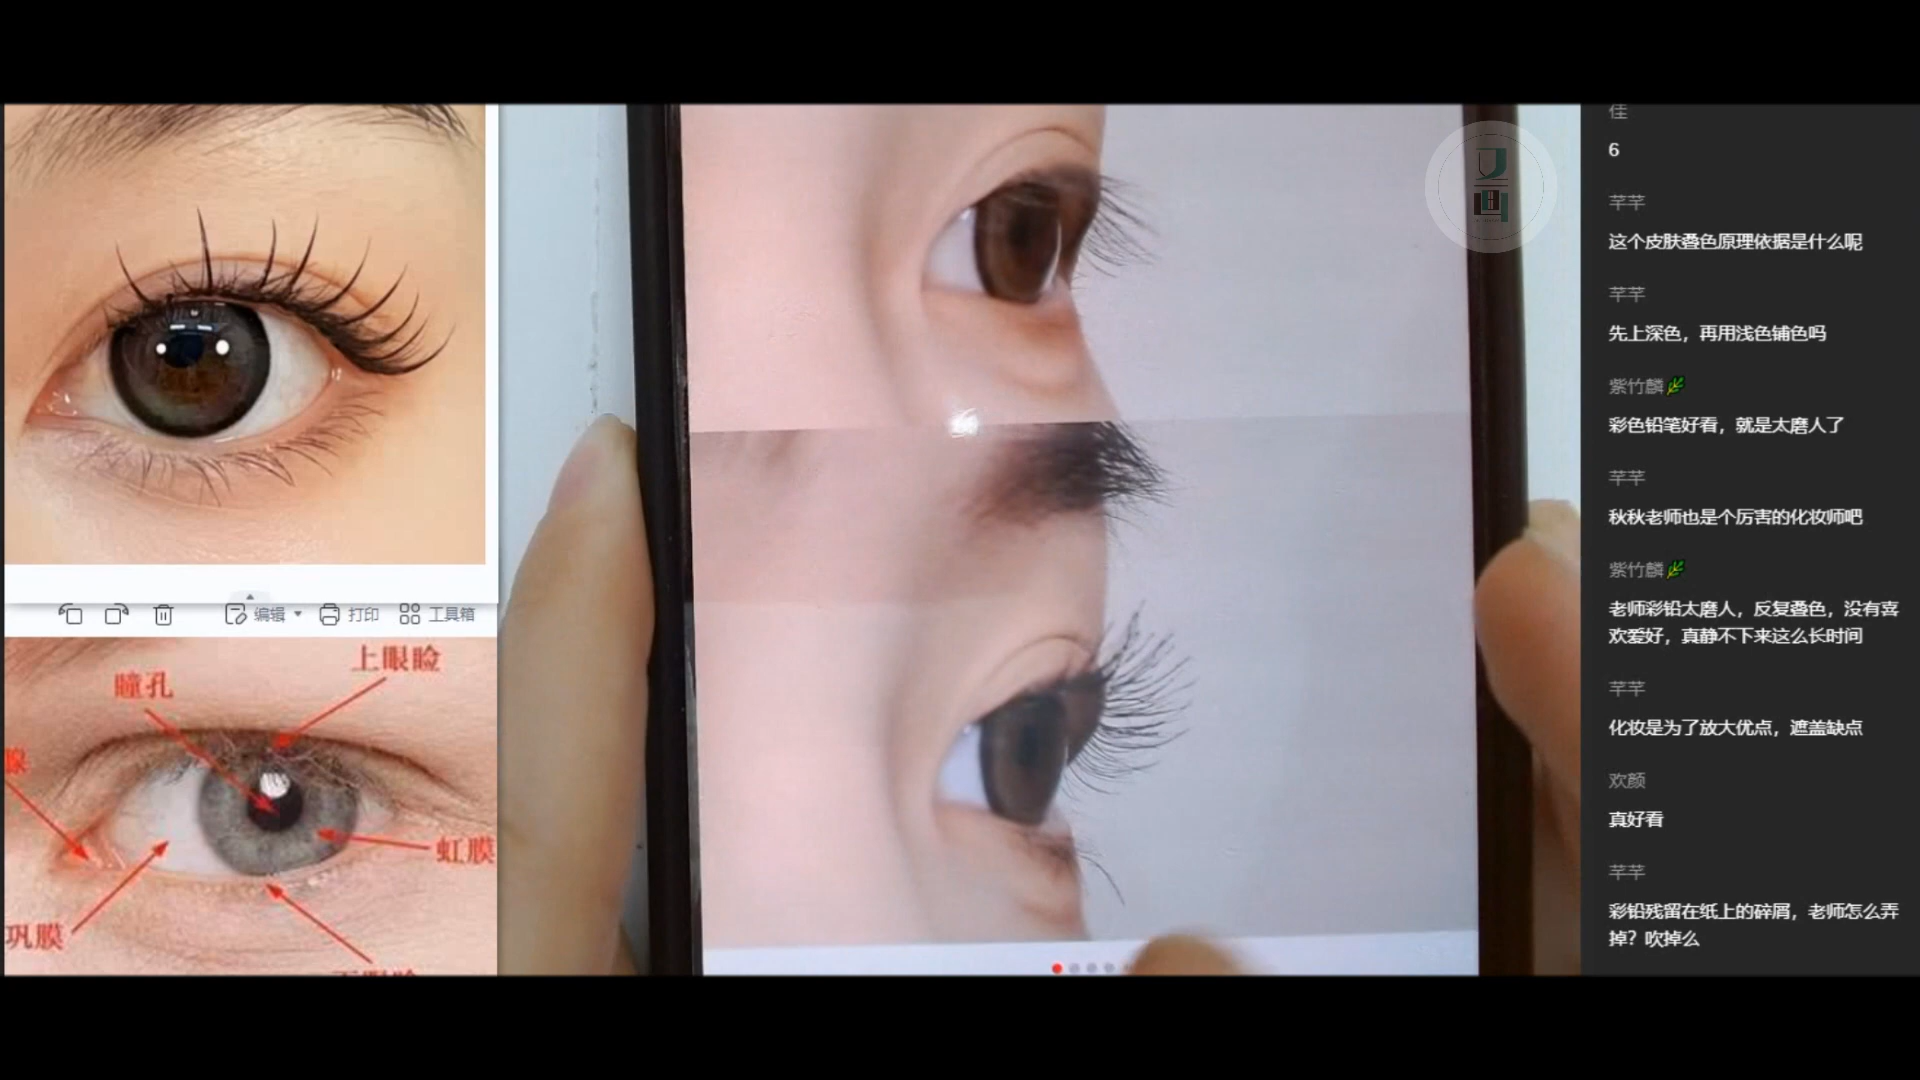 编辑
打印
工具箱
上眼睑
瞳孔
腺
虹膜
巩膜
佳
6
芊芊
这个皮肤叠色原理依据是什么呢
芊芊
先上深色，再用浅色铺色吗
紫竹麟
彩色铅笔好看，就是太磨人了
芊芊
秋秋老师也是个厉害的化妆师吧
紫竹麟
老师彩铅太磨人，反复叠色，没有喜
欢爱好，真静不下来这么长时间
芊芊
化妆是为了放大优点，遮盖缺点
欢颜
真好看
芊芊
彩铅残留在纸上的碎屑，老师怎么弄
掉？吹掉么